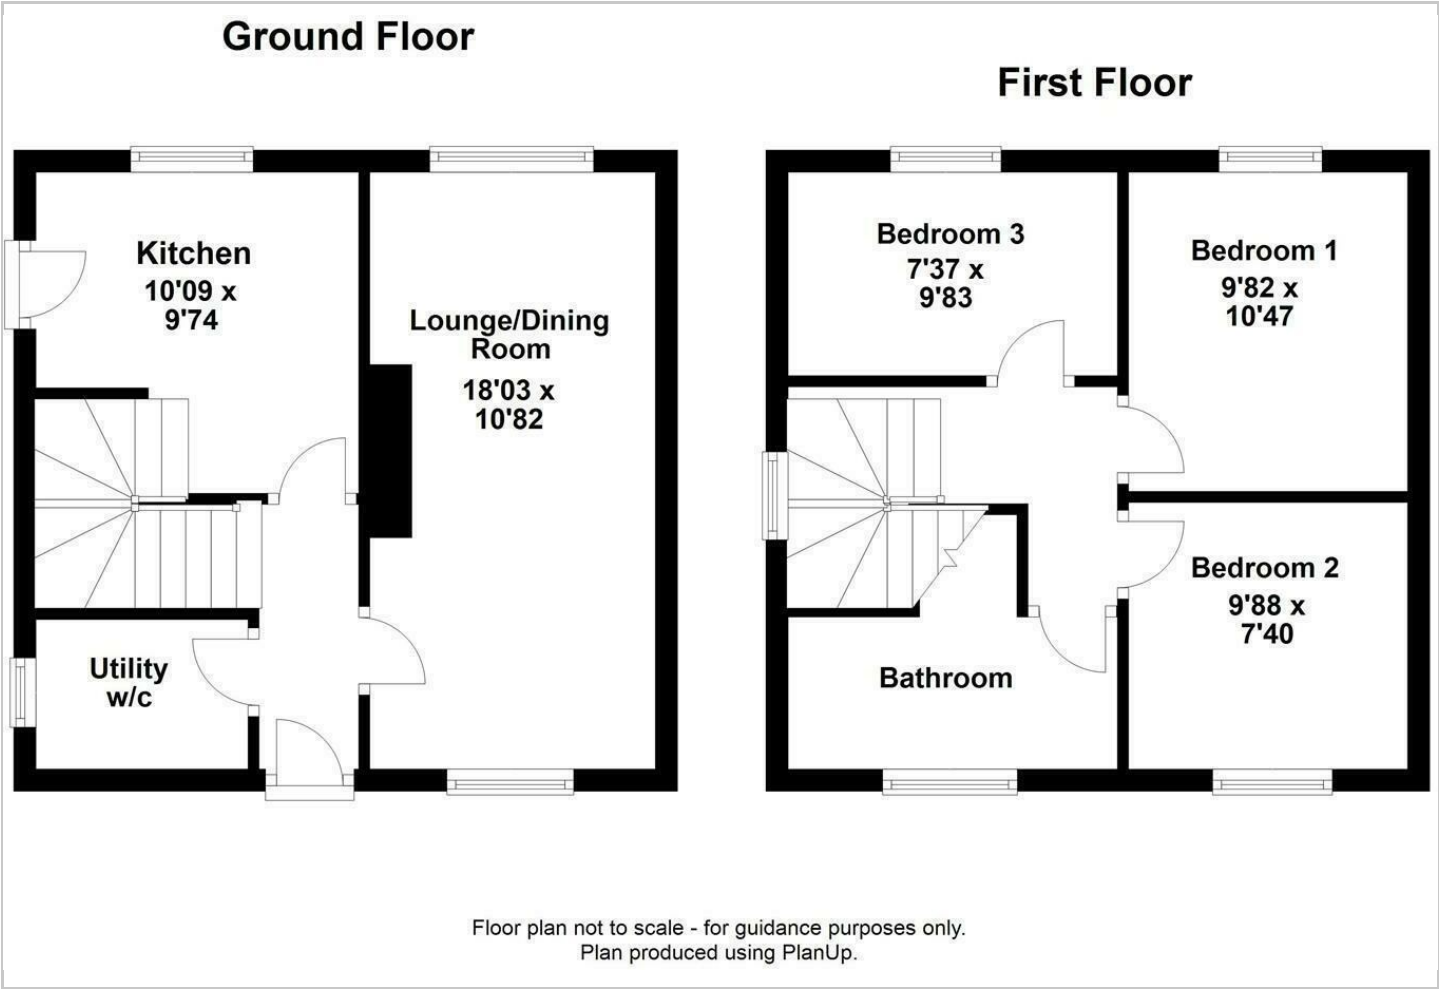 Ground Floor
First Floor
Kitchen
10'09 x
9'74
Lounge/Dining
Room
18'03 x
10'82
Utility
w/c
Bedroom 3
7'37 x
9'83
Bedroom 1
9'82 x
10'47
Bedroom 2
9'88 x
7'40
Bathroom
Floor plan not to scale - for guidance purposes only.
Plan produced using PlanUp.